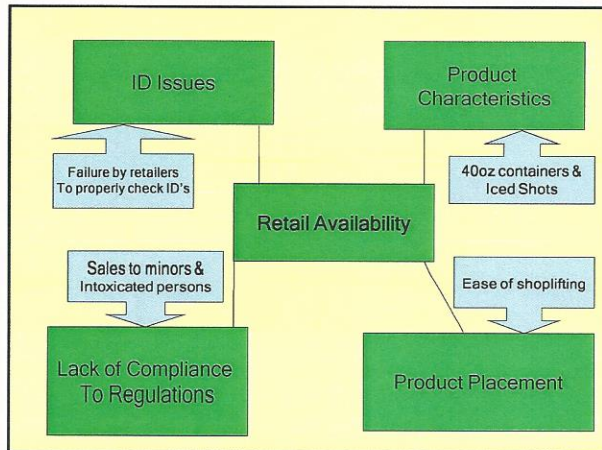 ID Issues
Product
Characteristics
Failure by retailers
To properly check ID's
40oz containers &
Iced Shots
Retail Availability
Sales to minors &
Intoxicated persons
Ease of shoplifting
Lack of Compliance
To Regulations
Product Placement